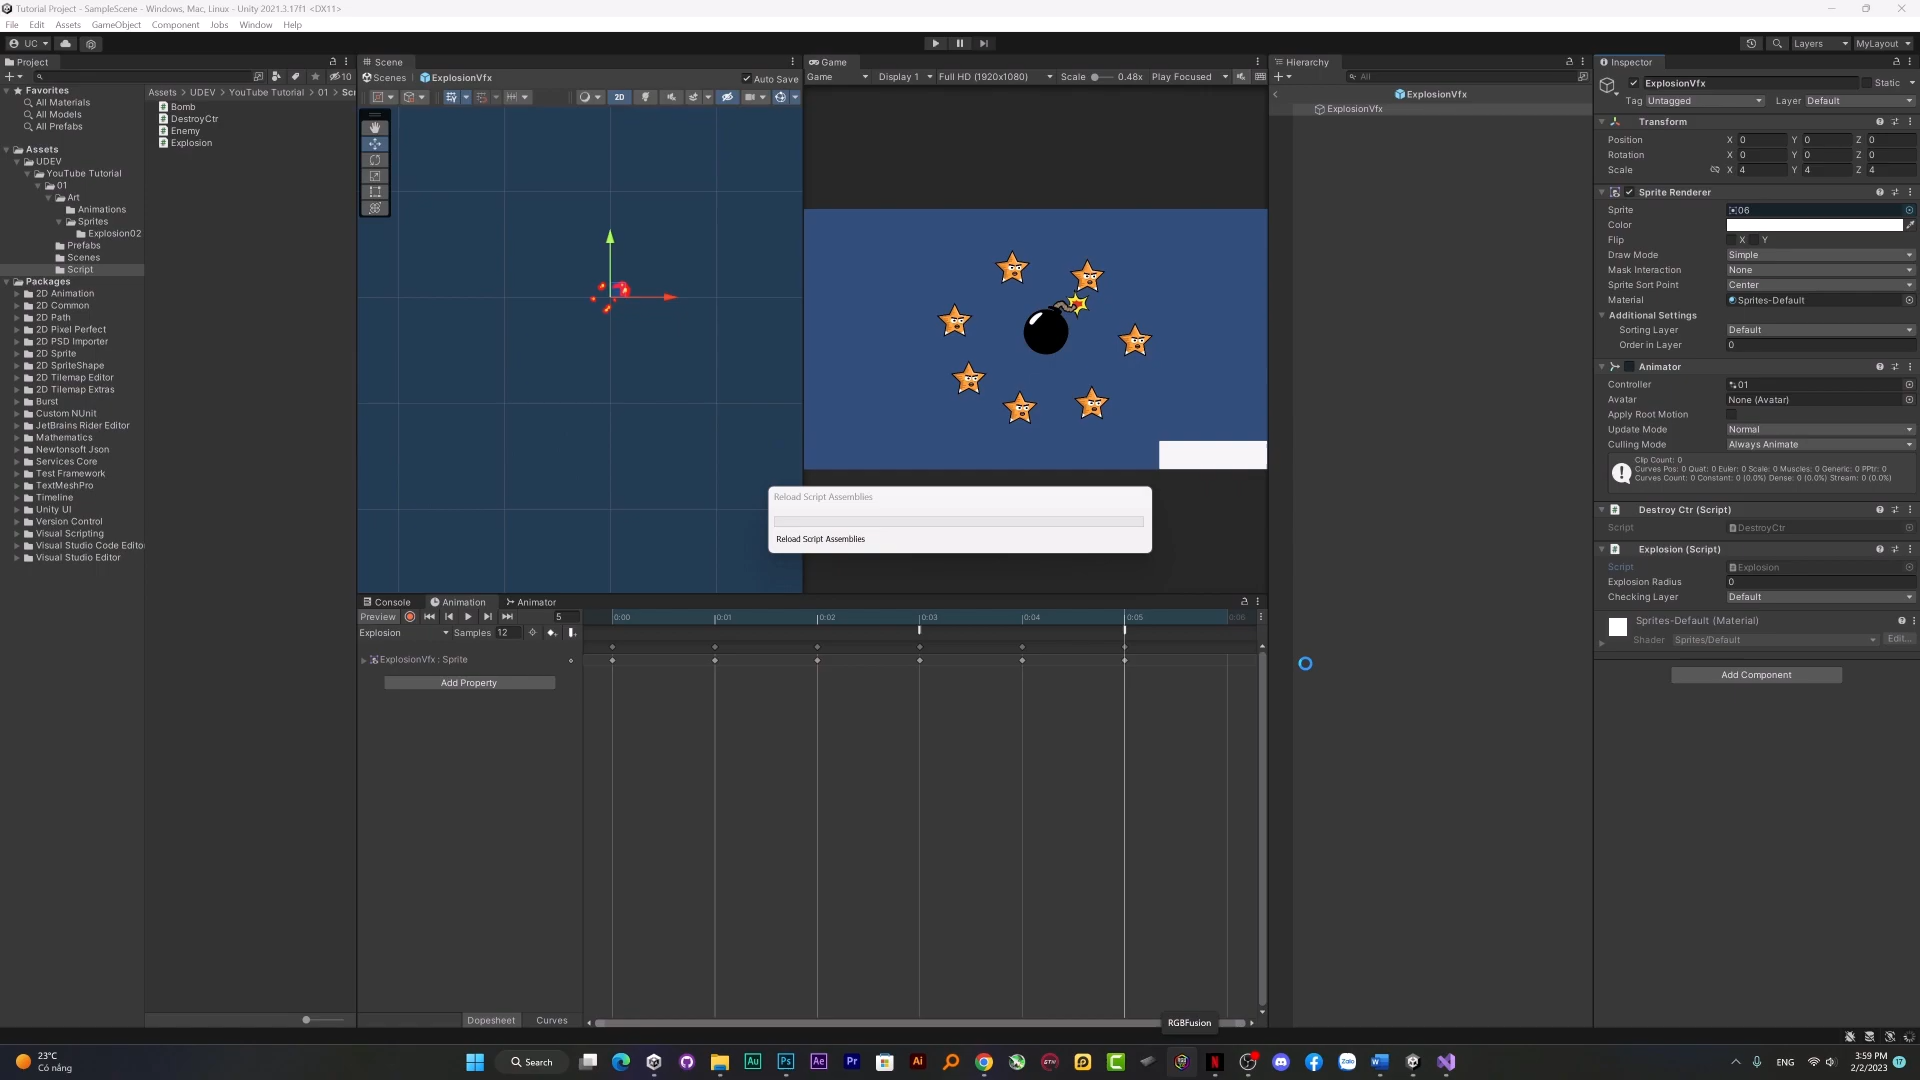 Tutorial Project - SampleScene - Windows, Mac, Linux - Unity 2021.3.17f1 <DX11>
File Edit Assets GameObject Component Jobs Window Help
UC
Layers
MyLayout
Project
10
Favorites
All Materials
All Models
All Prefabs
Assets
UDEV
YouTube Tutorial
01
Art
Animations
Sprites
Explosion02
Prefabs
Scenes
Script
Packages
2D Animation
2D Common
2D Path
2D Pixel Perfect
2D PSD Importer
2D Sprite
2D SpriteShape
2D Tilemap Editor
2D Tilemap Extras
Burst
Custom NUnit
JetBrains Rider Editor
Mathematics
Newtonsoft Json
Services Core
Test Framework
TextMeshPro
Timeline
Unity UI
Version Control
Visual Scripting
Visual Studio Code Edito
Visual Studio Editor
Assets > UDEV > YouTube Tutorial > 01 > Scr
Bomb
DestroyCtr
Enemy
Explosion
Scene
Scenes ExplosionVfx
Auto Save
2D
Game
Game Display 1 Full HD (1920x1080) Scale 0.48x Play Focused
Reload Script Assemblies
Reload Script Assemblies
Console Animation Animator
Preview 5
Explosion Samples 12
ExplosionVfx : Sprite
Add Property
0:00 0:01 0:02 0:03 0:04 0:05 0:06
Dopesheet Curves
Hierarchy
All
ExplosionVfx
ExplosionVfx
Inspector
ExplosionVfx Static
Tag Untagged Layer Default
Transform
Position X 0 Y 0 Z 0
Rotation X 0 Y 0 Z 0
Scale X 4 Y 4 Z 4
Sprite Renderer
Sprite 06
Color
Flip X Y
Draw Mode Simple
Mask Interaction None
Sprite Sort Point Center
Material Sprites-Default
Additional Settings
Sorting Layer Default
Order in Layer 0
Animator
Controller 01
Avatar None (Avatar)
Apply Root Motion
Update Mode Normal
Culling Mode Always Animate
Clip Count: 0
Curves Pos: 0 Quat: 0 Euler: 0 Scale: 0 Muscles: 0 Generic: 0 PPtr: 0
Curves Count: 0 Constant: 0 (0.0%) Dense: 0 (0.0%) Stream: 0 (0.0%)
Destroy Ctr (Script)
Script DestroyCtr
Explosion (Script)
Script Explosion
Explosion Radius 0
Checking Layer Default
Sprites-Default (Material)
Shader Sprites/Default Edit...
Add Component
RGBFusion
23°C
Có nắng
Search
Au
Ps
Ae
Pr
Ai
Zalo
ENG
3:59 PM
2/2/2023
17